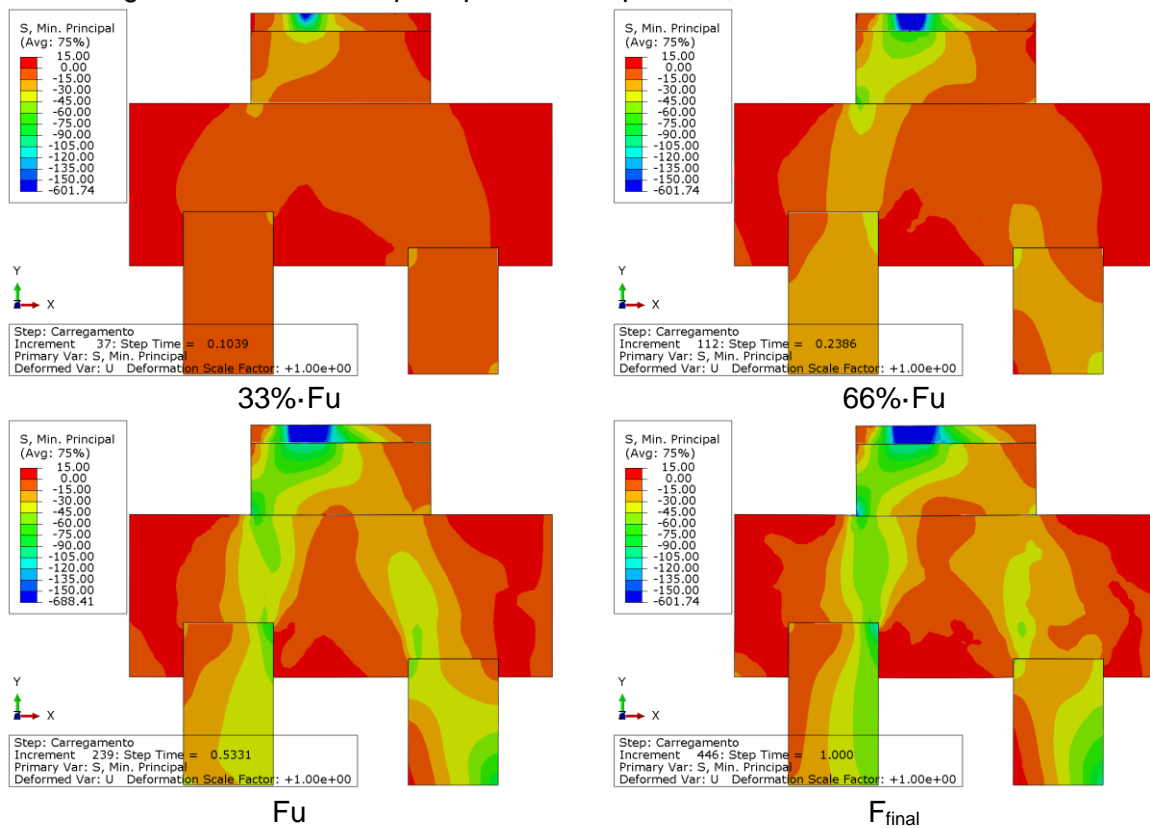 S, Min. Principal
(Avg: 75%)
15.00
0.00
-15.00
-30.00
-45.00
-60.00
-75.00
-90.00
-105.00
-120.00
-135.00
-150.00
-601.74
Y
Z X
Step: Carregamento
Increment 37: Step Time = 0.1039
Primary Var: S, Min. Principal
Deformed Var: U Deformation Scale Factor: +1.00e+00
33%·Fu
S, Min. Principal
(Avg: 75%)
15.00
0.00
-15.00
-30.00
-45.00
-60.00
-75.00
-90.00
-105.00
-120.00
-135.00
-150.00
-601.74
Y
Z X
Step: Carregamento
Increment 112: Step Time = 0.2386
Primary Var: S, Min. Principal
Deformed Var: U Deformation Scale Factor: +1.00e+00
66%·Fu
S, Min. Principal
(Avg: 75%)
15.00
0.00
-15.00
-30.00
-45.00
-60.00
-75.00
-90.00
-105.00
-120.00
-135.00
-150.00
-688.41
Y
Z X
Step: Carregamento
Increment 239: Step Time = 0.5331
Primary Var: S, Min. Principal
Deformed Var: U Deformation Scale Factor: +1.00e+00
Fu
S, Min. Principal
(Avg: 75%)
15.00
0.00
-15.00
-30.00
-45.00
-60.00
-75.00
-90.00
-105.00
-120.00
-135.00
-150.00
-601.74
Y
Z X
Step: Carregamento
Increment 446: Step Time = 1.000
Primary Var: S, Min. Principal
Deformed Var: U Deformation Scale Factor: +1.00e+00
Ffinal